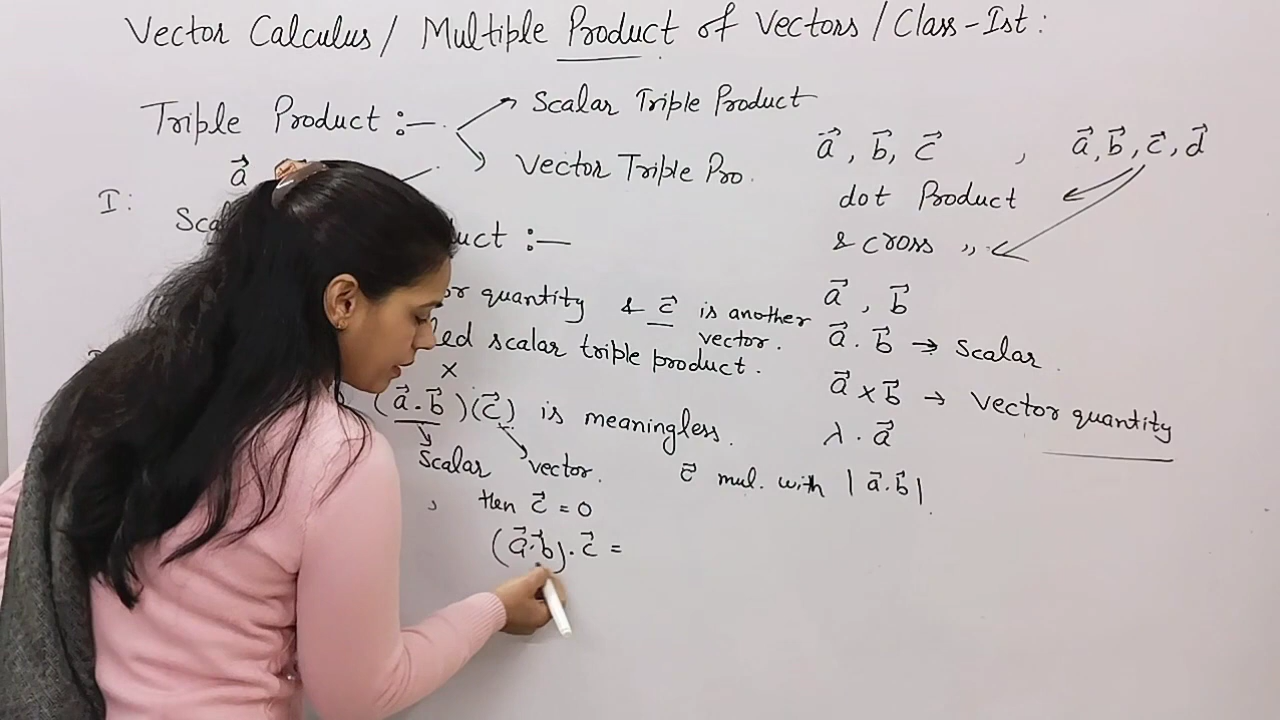 Vector Calculus / Multiple Product of Vectors / Class-Ist :
Triple Product :— Scalar Triple Product
Vector Triple Pro.
a⃗
a⃗, b⃗, c⃗ , a⃗, b⃗, c⃗, d⃗
dot Product
& cross ,,
I: Sca uct :—
a⃗ , b⃗
or quantity & c⃗ is another
vector.
led scalar triple product.
a⃗ . b⃗ → Scalar.
a⃗ × b⃗ → Vector quantity
×
(a⃗ . b⃗)(c⃗) is meaningless.
λ . a⃗
Scalar vector.
c⃗ mul. with |a⃗.b⃗|.
, then c⃗ = 0
(a⃗.b⃗).c⃗ =